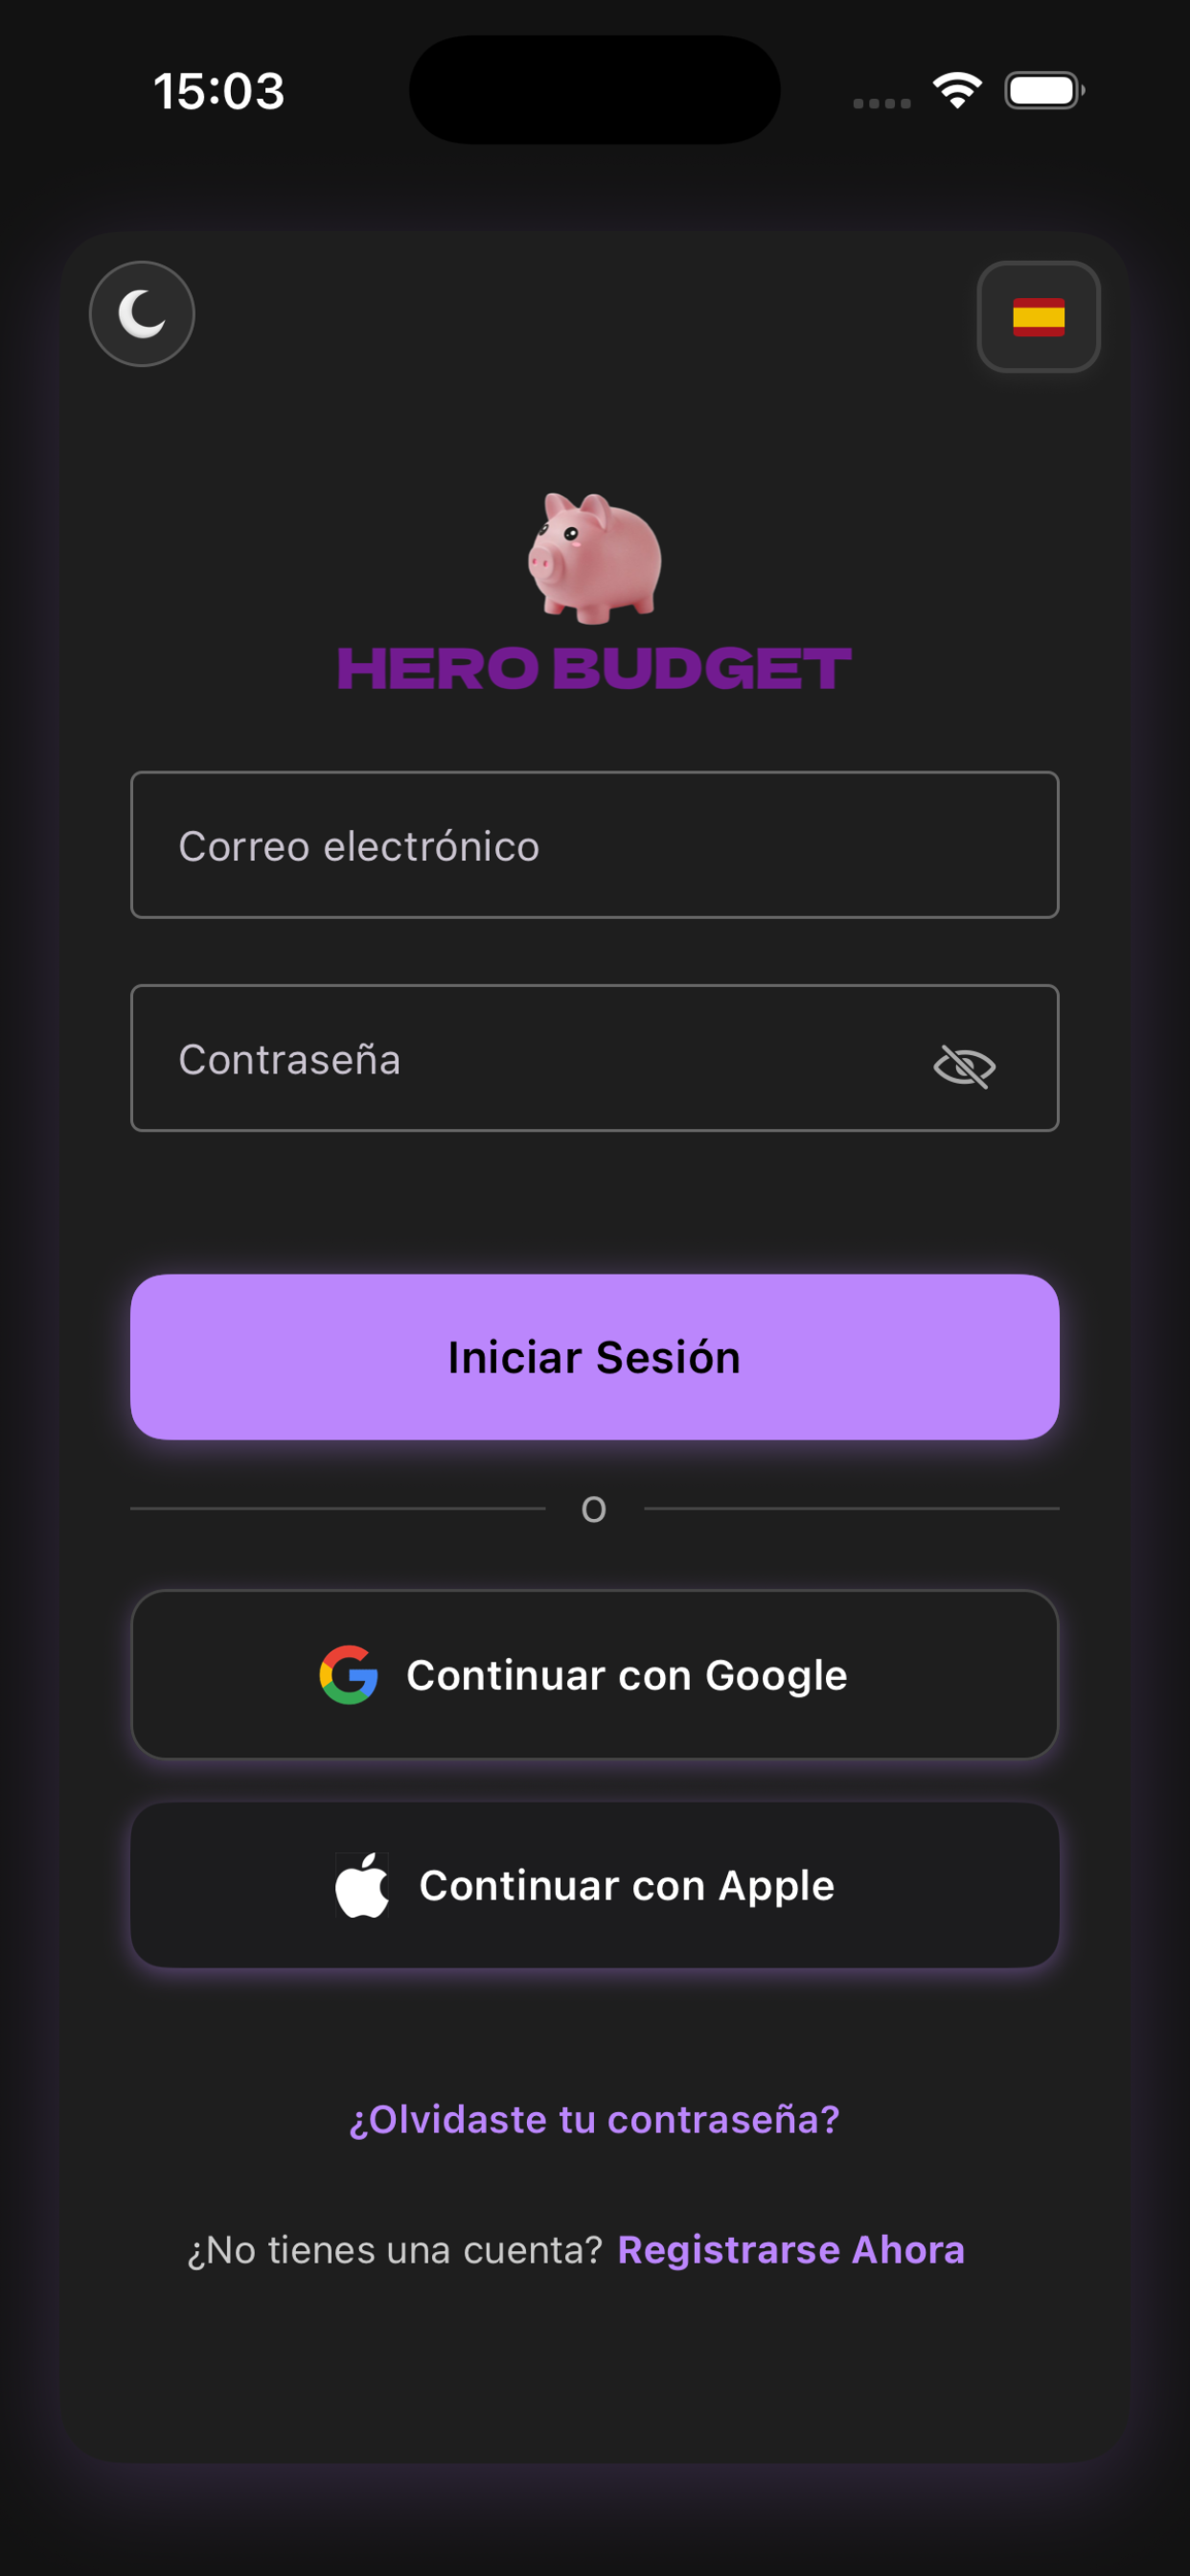 15:03
HERO BUDGET
Correo electrónico
Contraseña
Iniciar Sesión
O
Continuar con Google
Continuar con Apple
¿Olvidaste tu contraseña?
¿No tienes una cuenta? Registrarse Ahora